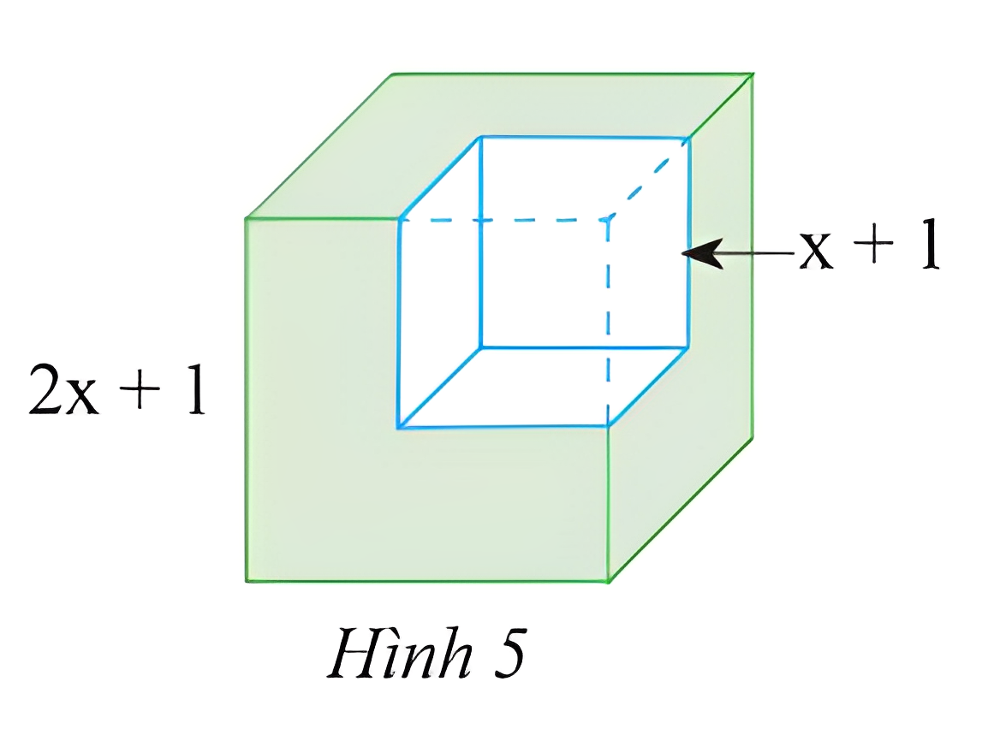 x + 1
2x + 1
Hình 5